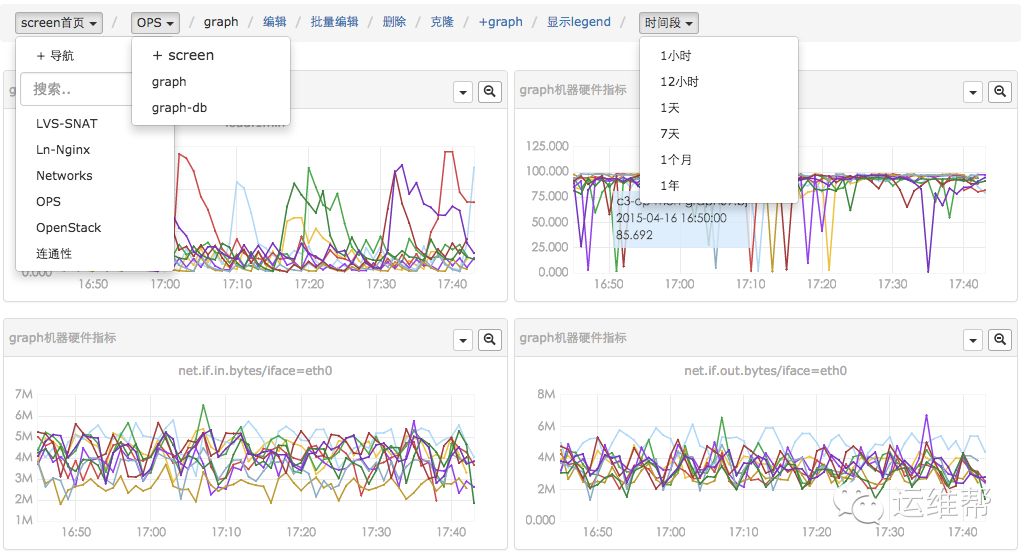 screen首页 / OPS / graph / 编辑 / 批量编辑 / 删除 / 克隆 / +graph / 显示legend / 时间段
+ 导航
搜索..
LVS-SNAT
Ln-Nginx
Networks
OPS
OpenStack
连通性
+ screen
graph
graph-db
1小时
12小时
1天
7天
1个月
1年
0.000
16:50 17:00 17:10 17:20 17:30 17:40
graph机器硬件指标
125.000
100.000
75.000
50.000
25.000
0.000
2015-04-16 16:50:00
85.692
16:50 17:00 17:10 17:20 17:30 17:40
graph机器硬件指标
net.if.in.bytes/iface=eth0
7M
6M
5M
4M
3M
2M
1M
16:50 17:00 17:10 17:20 17:30 17:40
graph机器硬件指标
net.if.out.bytes/iface=eth0
8M
6M
4M
2M
0.000
16:50 17:00 17:10 17:20 17:30 17:40
运维帮